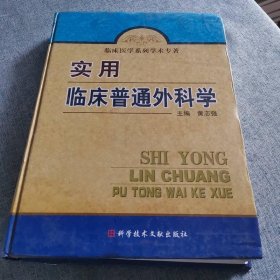 临床医学系列学术专著
实用
临床普通外科学
主编 黄志强
SHI YONG
LIN CHUANG
PU TONG WAI KE XUE
科学技术文献出版社